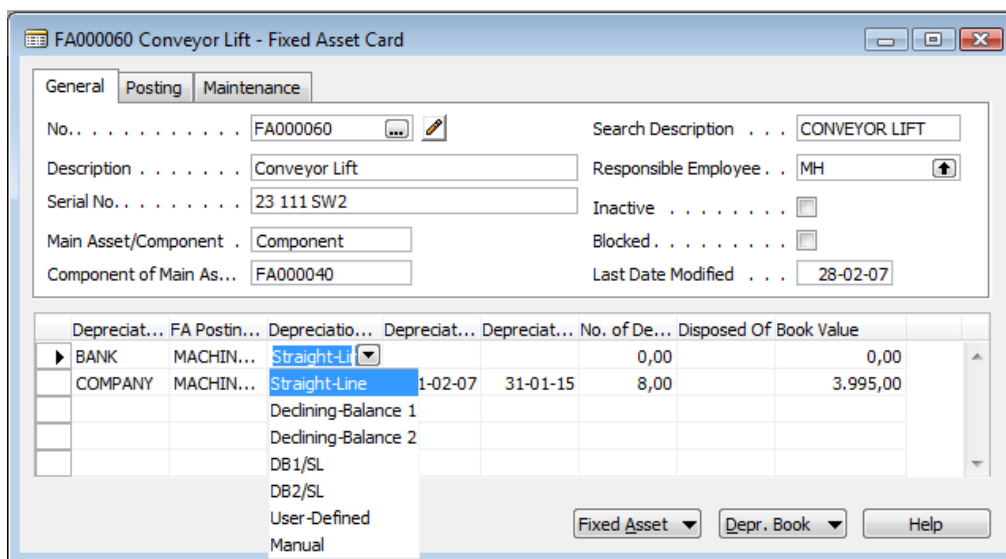 FA000060 Conveyor Lift - Fixed Asset Card
General Posting Maintenance
No.. . . . . . . . . . . . FA000060 ... Search Description . . . CONVEYOR LIFT
Description . . . . . . . Conveyor Lift Responsible Employee. . MH
Serial No.. . . . . . . . . 23 111 SW2 Inactive . . . . . . . .
Main Asset/Component . Component Blocked. . . . . . . . .
Component of Main As... FA000040 Last Date Modified . . . 28-02-07
Depreciat... FA Postin... Depreciatio... Depreciat... Depreciat... No. of De... Disposed Of Book Value
BANK MACHIN... Straight-Li 0,00 0,00
COMPANY MACHIN... Straight-Line 1-02-07 31-01-15 8,00 3.995,00
Declining-Balance 1
Declining-Balance 2
DB1/SL
DB2/SL
User-Defined
Manual
Fixed Asset Depr. Book Help